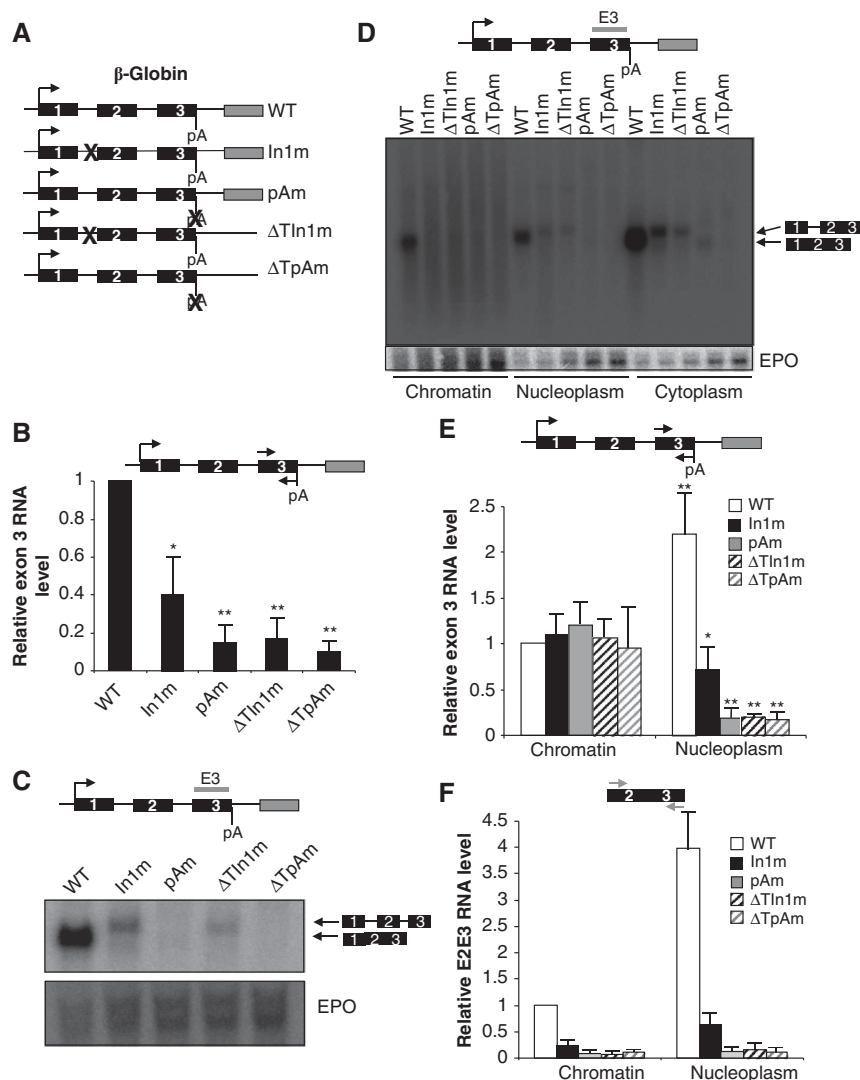 A
β-Globin
1 2 3 WT
pA
1 X 2 3 In1m
pA
1 2 3 pAm
pA
1 X 2 3 ΔTIn1m
pA
1 2 3 ΔTpAm
pA
B
1 2 3
pA
Relative exon 3 RNA
level
1
0.8
0.6
0.4
0.2
0
*
**
**
**
WT In1m pAm ΔTIn1m ΔTpAm
C
E3
1 2 3
pA
WT In1m pAm ΔTIn1m ΔTpAm
1 2 3
1 2 3
EPO
D
E3
1 2 3
pA
WT In1m ΔTIn1m pAm ΔTpAm WT In1m ΔTIn1m pAm ΔTpAm WT In1m ΔTIn1m pAm ΔTpAm
1 2 3
1 2 3
EPO
Chromatin Nucleoplasm Cytoplasm
E
1 2 3
pA
Relative exon 3 RNA level
2.5
2
1.5
1
0.5
0
**
*
** ** **
WT
In1m
pAm
ΔTIn1m
ΔTpAm
Chromatin Nucleoplasm
F
2 3
Relative E2E3 RNA level
4.5
4
3.5
3
2.5
2
1.5
1
0.5
0
WT
In1m
pAm
ΔTIn1m
ΔTpAm
Chromatin Nucleoplasm